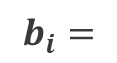 b_i =